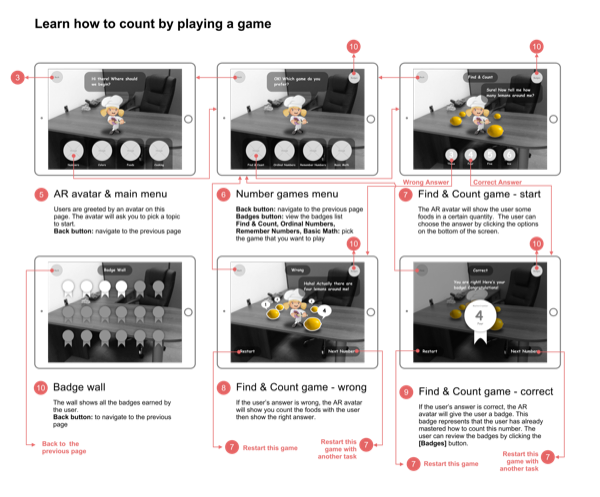 Learn how to count by playing a game
10
10
3
Hi there! Where should
we begin?
OK! Which game do you
prefer?
Find & Count
Sure! Now tell me how
many lemons around me?
Numbers
Colors
Foods
Find & Count
Ordinal Numbers
Remember Numbers
Basic Math
Wrong Answer
Correct Answer
5
AR avatar & main menu
Users are greeted by an avatar on this
page. The avatar will ask you to pick a topic
to start.
Back button: navigate to the previous page
6
Number games menu
Back button: navigate to the previous page
Badges button: view the badges list
Find & Count, Ordinal Numbers,
Remember Numbers, Basic Math: pick
the game that you want to play
7
Find & Count game - start
The AR avatar will show the user some
foods in a certain quantity. The user can
choose the answer by clicking the options
on the bottom of the screen.
10
10
Badge Wall
Wrong
Haha! Actually there are
four lemons around me!
1
2
3
4
Restart
Next Number
Correct
You are right! Here's your
badge! Congratulations!
4
Restart
Next Number
10
Badge wall
The wall shows all the badges earned by
the user.
Back button: to navigate to the previous
page
8
Find & Count game - wrong
If the user's answer is wrong, the AR avatar
will show you count the foods with the user
then show the right answer.
9
Find & Count game - correct
If the user's answer is correct, the AR
avatar will give the user a badge. This
badge represents that the user has already
mastered how to count this number. The
user can review the badges by clicking the
[Badges] button.
Back to the
previous page
7
Restart this game
Restart this
game with
another task
7
7
Restart this game
Restart this
game with
another task
7